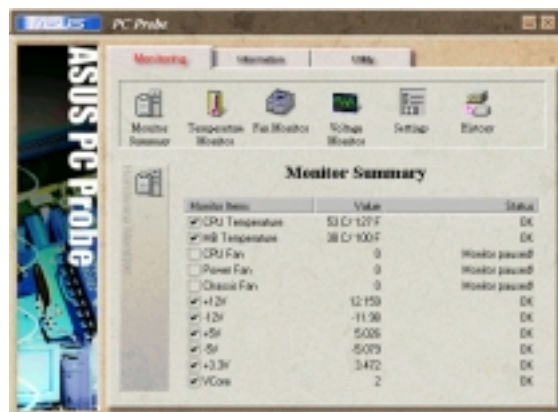 ASUS PC Probe
Monitoring Information Utility
ASUS PC Probe
Monitor Summary
Temperature Monitor
Fan Monitor
Voltage Monitor
Settings
History
Monitor Summary
Monitor Items Value Status
CPU Temperature 53 C/ 127 F OK
MB Temperature 38 C/ 100 F OK
CPU Fan 0 Monitor paused!
Power Fan 0 Monitor paused!
Chassis Fan 0 Monitor paused!
+12V 12.159 OK
-12V -11.98 OK
+5V 5.026 OK
-5V -5.079 OK
+3.3V 3.472 OK
VCore 2 OK